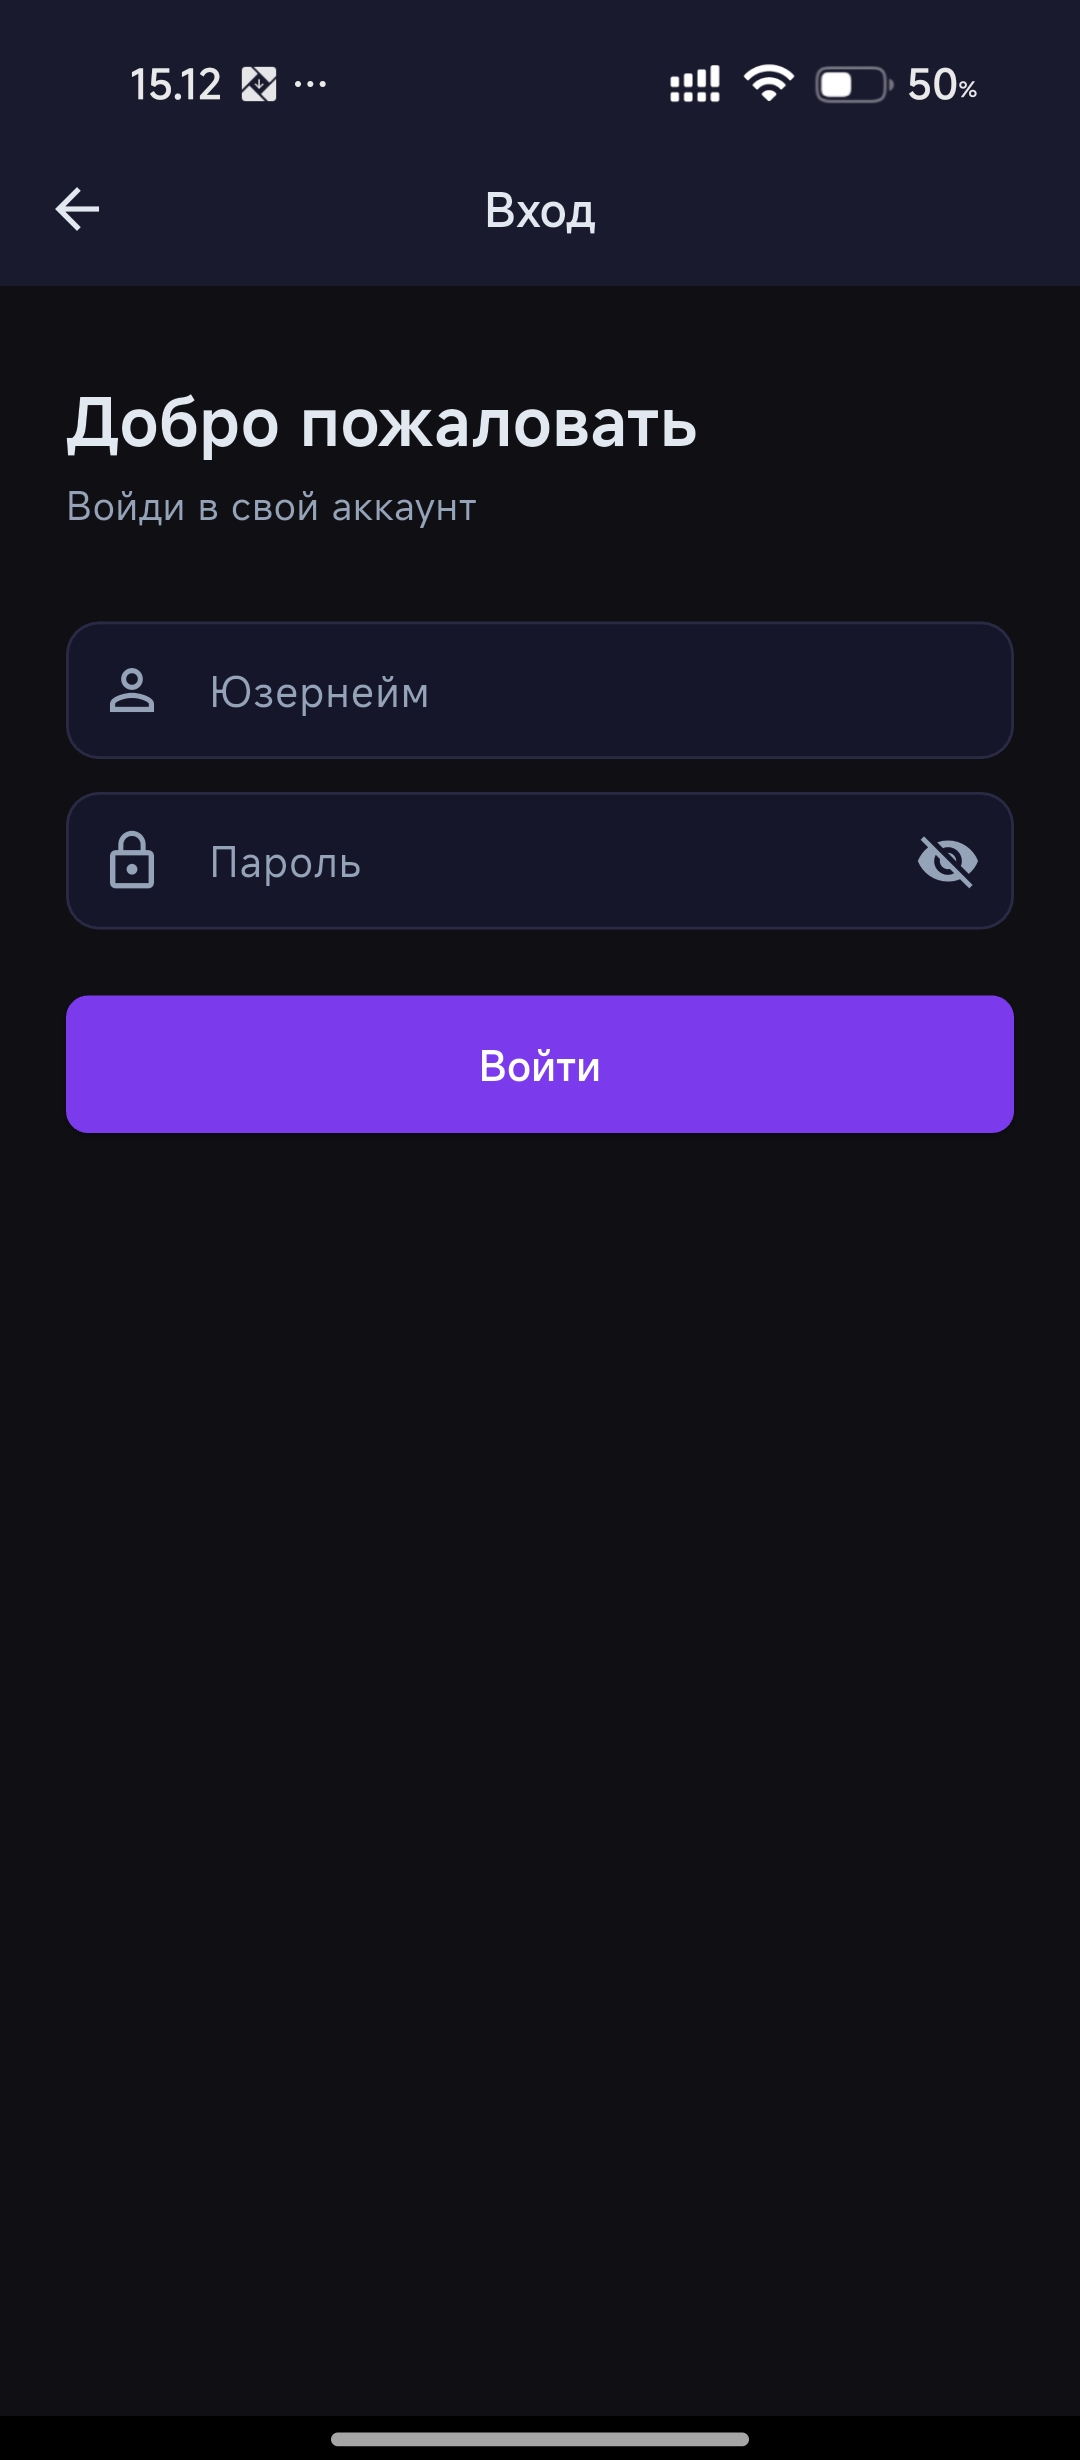 15.12 ... 50%
Вход
Добро пожаловать
Войди в свой аккаунт
Юзернейм
Пароль
Войти